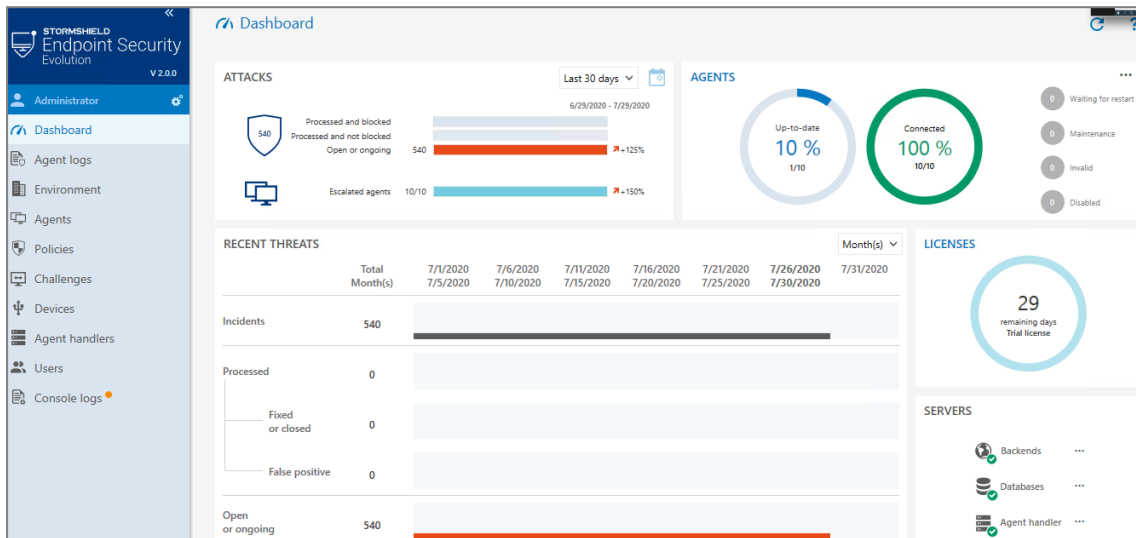 «
STORMSHIELD
Endpoint Security
Evolution
V 2.0.0
Administrator
Dashboard
Agent logs
Environment
Agents
Policies
Challenges
Devices
Agent handlers
Users
Console logs
Dashboard
?
ATTACKS
Last 30 days
6/29/2020 - 7/29/2020
540
Processed and blocked
Processed and not blocked
Open or ongoing 540 +125%
Escalated agents 10/10 +150%
AGENTS
...
Up-to-date
10 %
1/10
Connected
100 %
10/10
0 Waiting for restart
0 Maintenance
0 Invalid
0 Disabled
RECENT THREATS
Month(s)
Total 7/1/2020 7/6/2020 7/11/2020 7/16/2020 7/21/2020 7/26/2020 7/31/2020
Month(s) 7/5/2020 7/10/2020 7/15/2020 7/20/2020 7/25/2020 7/30/2020
Incidents 540
Processed 0
Fixed
or closed 0
False positive 0
Open
or ongoing 540
LICENSES
29
remaining days
Trial license
SERVERS
Backends ...
Databases ...
Agent handler ...